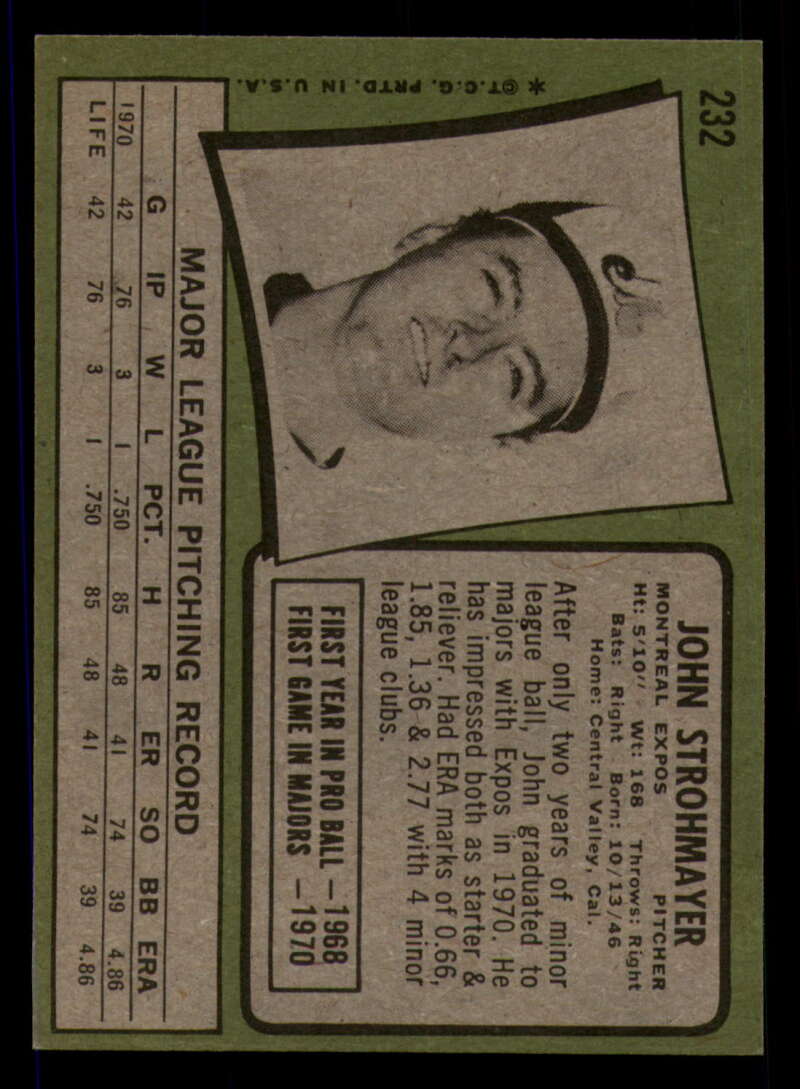 232
* ©T.C.G. PRTD. IN U.S.A.
JOHN STROHMAYER
MONTREAL EXPOS PITCHER
Ht: 5'10" Wt: 168 Throws: Right
Bats: Right Born: 10/13/46
Home: Central Valley, Cal.
After only two years of minor
league ball, John graduated to
majors with Expos in 1970. He
has impressed both as starter &
reliever. Had ERA marks of 0.66,
1.85, 1.36 & 2.77 with 4 minor
league clubs.
FIRST YEAR IN PRO BALL —1968
FIRST GAME IN MAJORS —1970
MAJOR LEAGUE PITCHING RECORD
G IP W L PCT. H R ER SO BB ERA
1970 42 76 3 1 .750 85 48 41 74 39 4.86
LIFE 42 76 3 1 .750 85 48 41 74 39 4.86